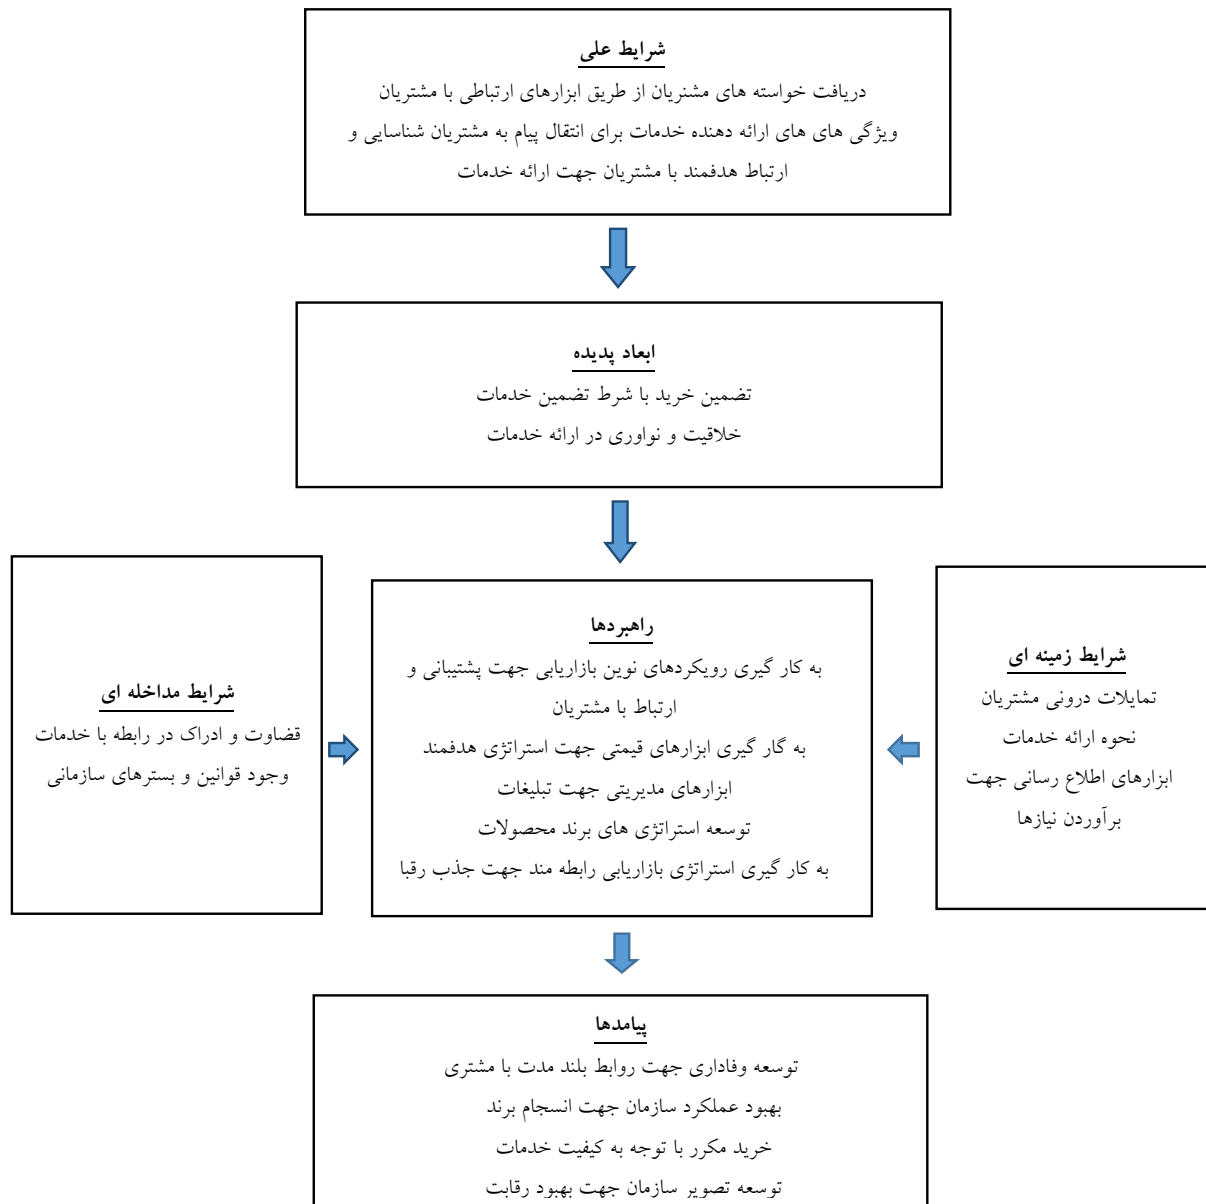 شرایط علی
دریافت خواسته های مشنریان از طریق ابزارهای ارتباطی با مشتریان
ویژگی های های ارائه دهنده خدمات برای انتقال پیام به مشتریان شناسایی و
ارتباط هدفمند با مشتریان جهت ارائه خدمات
ابعاد پدیده
تضمین خرید با شرط تضمین خدمات
خلاقیت و نواوری در ارائه خدمات
شرایط زمینه ای
تمایلات درونی مشتریان
نحوه ارائه خدمات
ابزارهای اطلاع رسانی جهت
برآوردن نیازها
راهبردها
به کار گیری رویکردهای نوین بازاریابی جهت پشتیبانی و
ارتباط با مشتریان
به گار گیری ابزارهای قیمتی جهت استراتژی هدفمند
ابزارهای مدیریتی جهت تبلیغات
توسعه استراتژی های برند محصولات
به کار گیری استراتژی بازاریابی رابطه مند جهت جذب رقبا
شرایط مداخله ای
قضاوت و ادراک در رابطه با خدمات
وجود قوانین و بسترهای سازمانی
پیامدها
توسعه وفاداری جهت روابط بلند مدت با مشتری
بهبود عملکرد سازمان جهت انسجام برند
خرید مکرر با توجه به کیفیت خدمات
توسعه تصویر سازمان جهت بهبود رقابت